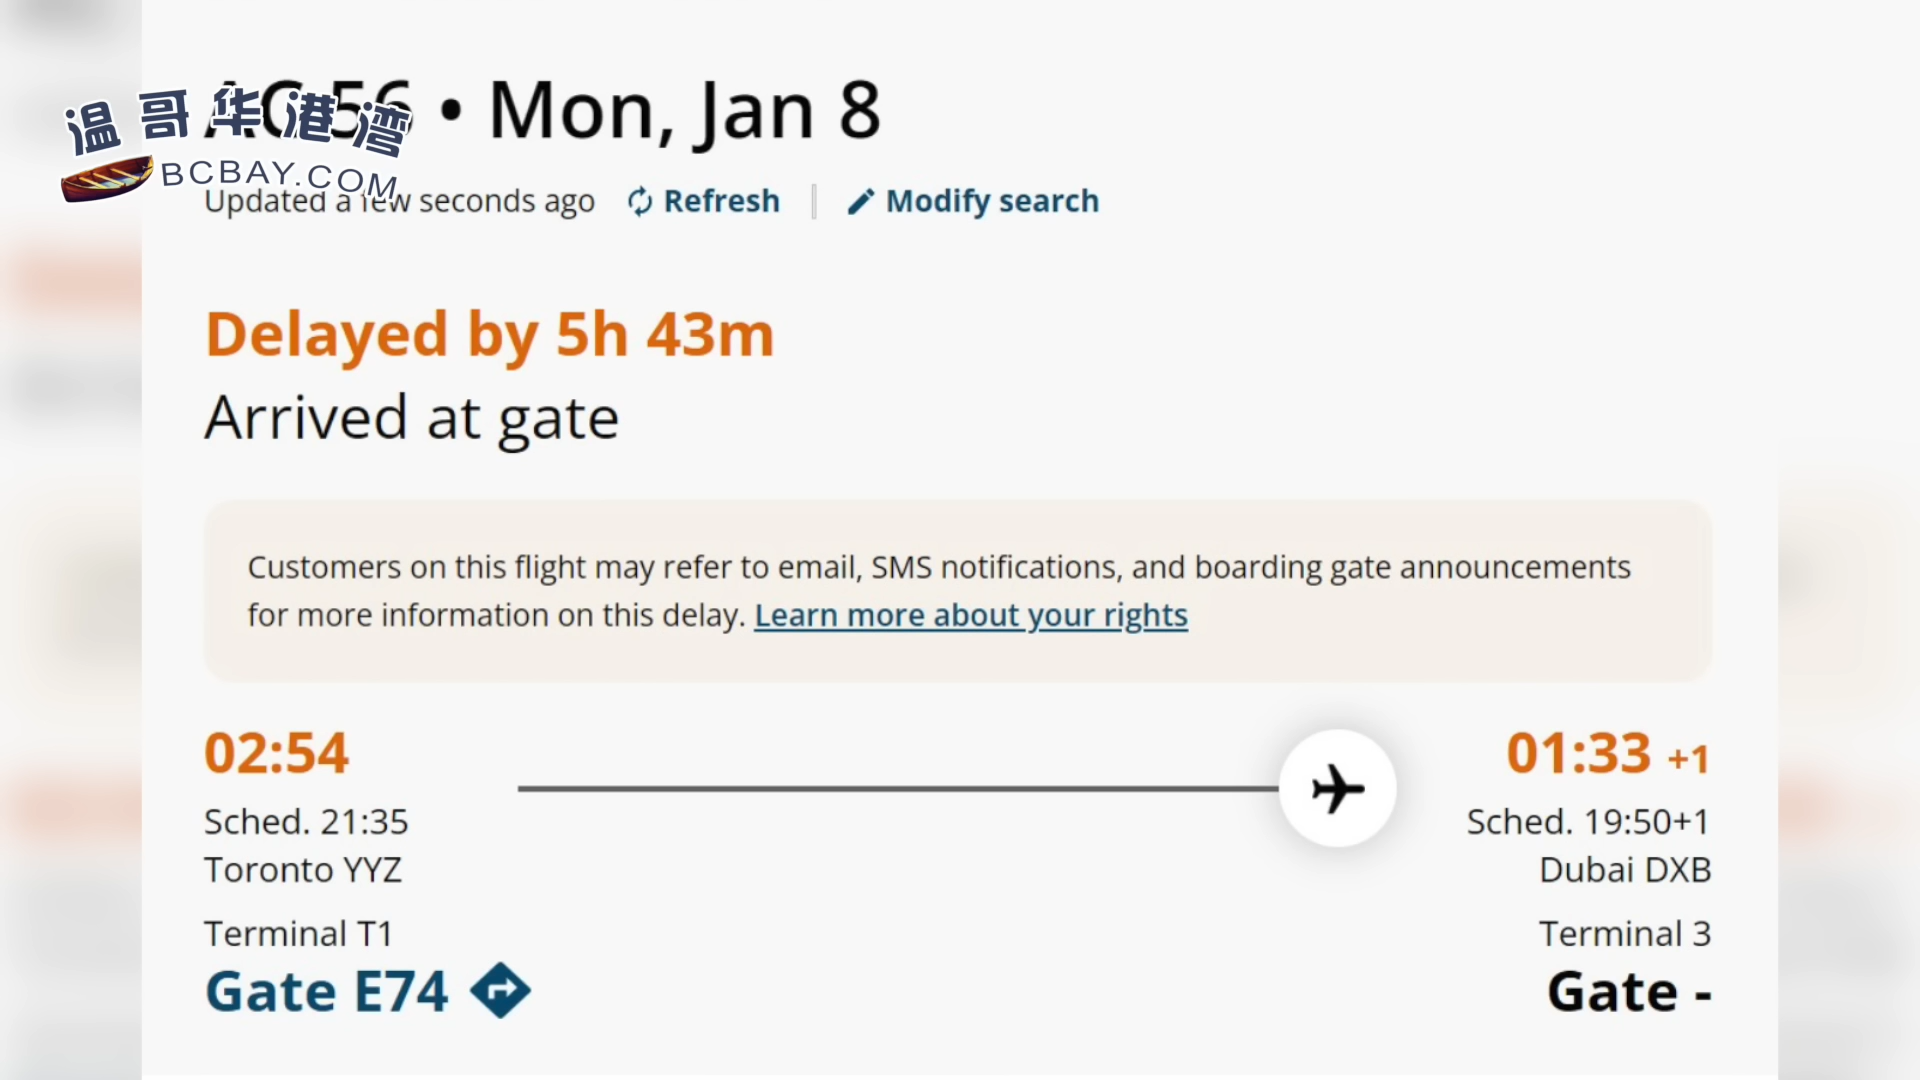 AC 56 • Mon, Jan 8
温哥华港湾
BCBAY.COM
Updated a few seconds ago Refresh | Modify search
Delayed by 5h 43m
Arrived at gate
Customers on this flight may refer to email, SMS notifications, and boarding gate announcements
for more information on this delay. Learn more about your rights
02:54
01:33 +1
Sched. 21:35
Sched. 19:50+1
Toronto YYZ
Dubai DXB
Terminal T1
Terminal 3
Gate E74
Gate -